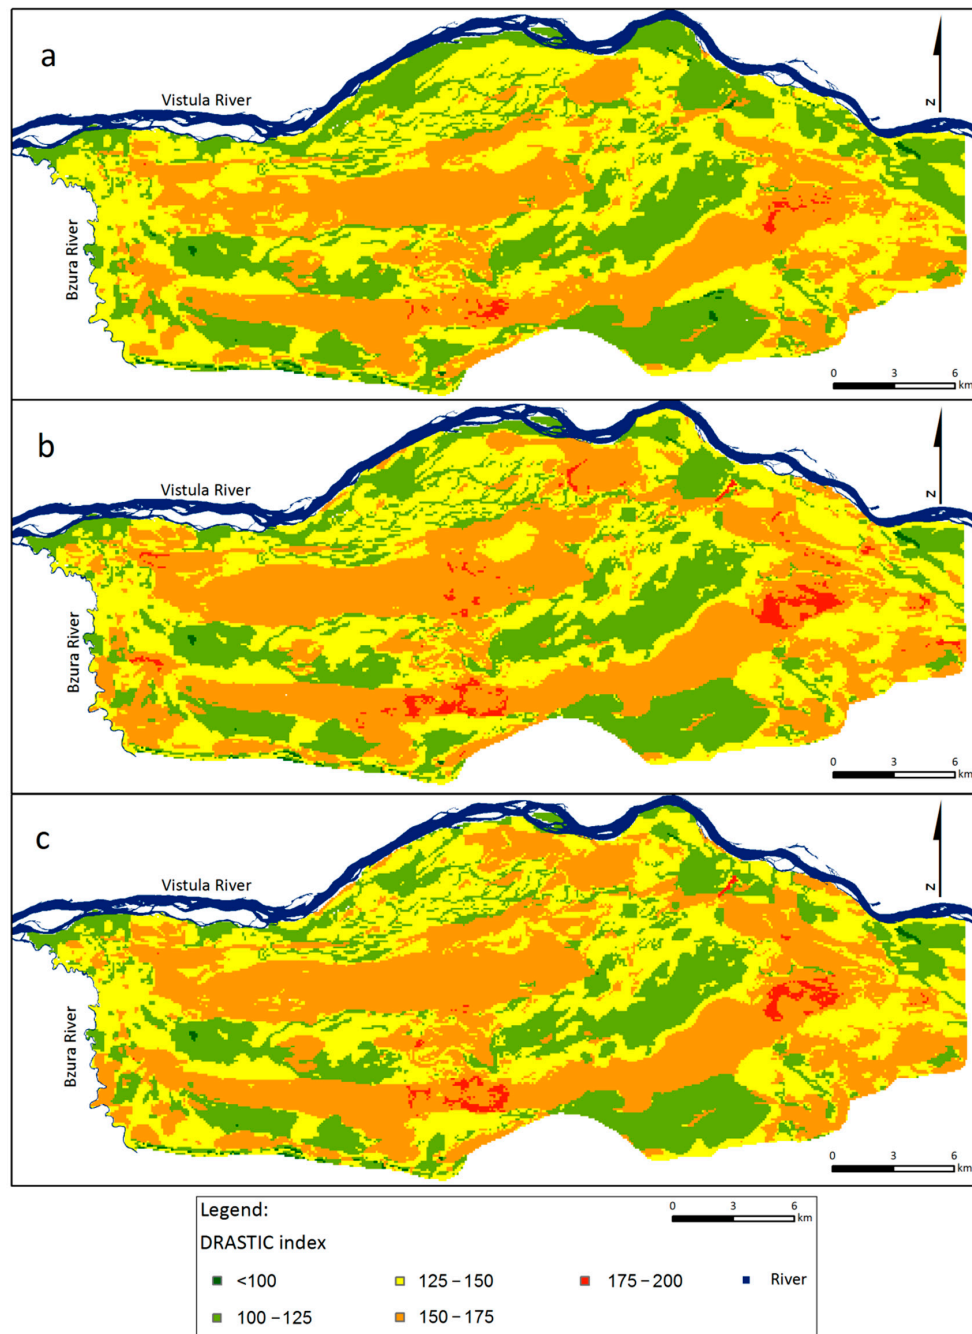 a
Vistula River
Bzura River
N
0 3 6
km
b
Vistula River
Bzura River
N
0 3 6
km
c
Vistula River
Bzura River
N
0 3 6
km
Legend:
0 3 6
km
DRASTIC index
<100 125 – 150 175 – 200 River
100 – 125 150 – 175